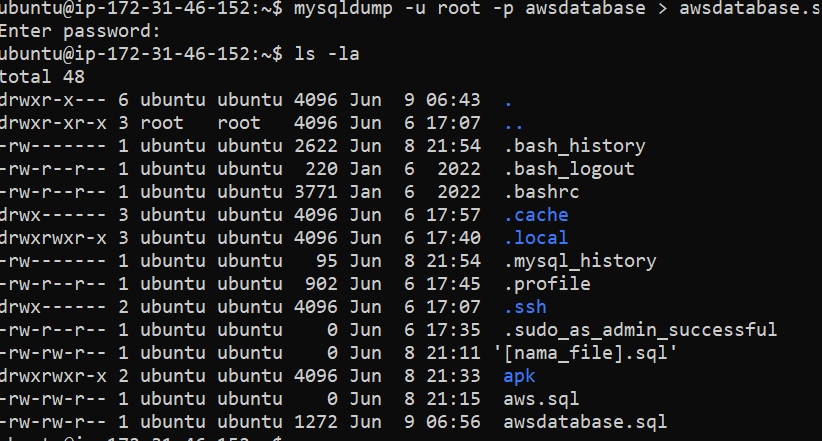 ubuntu@ip-172-31-46-152:~$ mysqldump -u root -p awsdatabase > awsdatabase.s
Enter password:
ubuntu@ip-172-31-46-152:~$ ls -la
total 48
drwxr-x--- 6 ubuntu ubuntu 4096 Jun  9 06:43 .
drwxr-xr-x 3 root   root   4096 Jun  6 17:07 ..
-rw------- 1 ubuntu ubuntu 2622 Jun  8 21:54 .bash_history
-rw-r--r-- 1 ubuntu ubuntu  220 Jan  6  2022 .bash_logout
-rw-r--r-- 1 ubuntu ubuntu 3771 Jan  6  2022 .bashrc
drwx------ 3 ubuntu ubuntu 4096 Jun  6 17:57 .cache
drwxrwxr-x 3 ubuntu ubuntu 4096 Jun  6 17:40 .local
-rw------- 1 ubuntu ubuntu   95 Jun  8 21:54 .mysql_history
-rw-r--r-- 1 ubuntu ubuntu  902 Jun  6 17:45 .profile
drwx------ 2 ubuntu ubuntu 4096 Jun  6 17:07 .ssh
-rw-r--r-- 1 ubuntu ubuntu    0 Jun  6 17:35 .sudo_as_admin_successful
-rw-rw-r-- 1 ubuntu ubuntu    0 Jun  8 21:11 '[nama_file].sql'
drwxrwxr-x 2 ubuntu ubuntu 4096 Jun  8 21:33 apk
-rw-rw-r-- 1 ubuntu ubuntu    0 Jun  8 21:15 aws.sql
-rw-rw-r-- 1 ubuntu ubuntu 1272 Jun  9 06:56 awsdatabase.sql
ubuntu@ip-172-31-46-152:~$